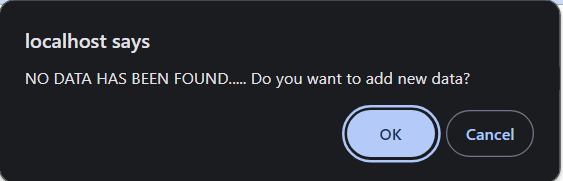 localhost says
NO DATA HAS BEEN FOUND..... Do you want to add new data?
OK
Cancel